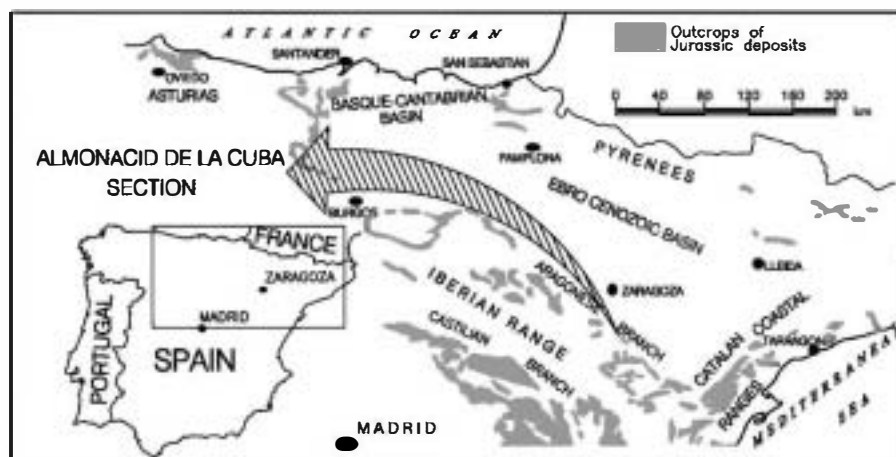 ATLANTIC OCEAN
Outcrops of
Jurassic deposits
SANTANDER
SAN SEBASTIAN
OVIEDO
ASTURIAS
BASQUE-CANTABRIAN
BASIN
0 40 80 120 160 200
km
ALMONACID DE LA CUBA
SECTION
PAMPLONA
PYRENEES
EBRO CENOZOIC BASIN
BURGOS
FRANCE
ZARAGOZA
MADRID
PORTUGAL
SPAIN
ARAGONESE
BRANCH
ZARAGOZA
LLEIDA
IBERIAN RANGE
CASTILIAN
BRANCH
CATALAN COASTAL
RANGES
TARRAGONA
MEDITERRANEAN
SEA
MADRID